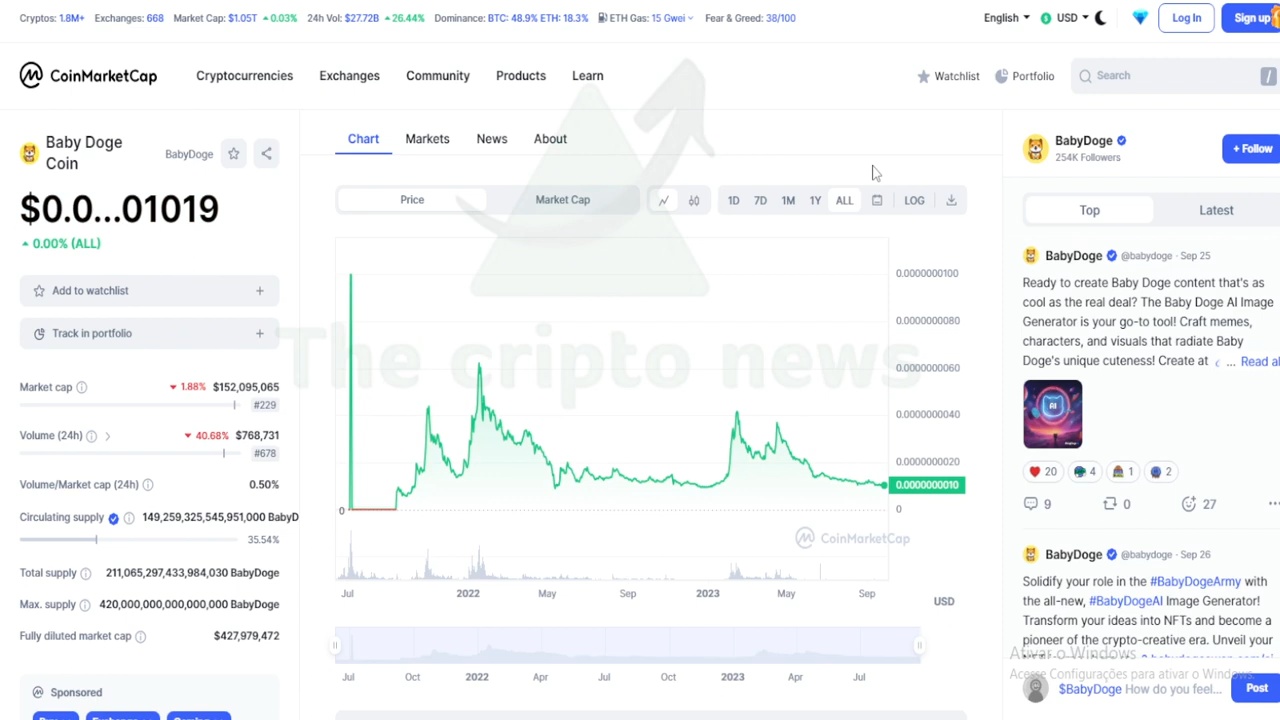 Cryptos: 1.8M+ Exchanges: 668 Market Cap: $1.05T 0.03% 24h Vol: $27.72B 26.44% Dominance: BTC: 48.9% ETH: 18.3% ETH Gas: 15 Gwei Fear & Greed: 38/100
English USD Log In Sign up
CoinMarketCap Cryptocurrencies Exchanges Community Products Learn Watchlist Portfolio Search /
Baby Doge
Coin
BabyDoge
$0.0...01019
0.00% (ALL)
Add to watchlist +
Track in portfolio +
Market cap 1.88% $152,095,065
#229
Volume (24h) 40.68% $768,731
#678
Volume/Market cap (24h) 0.50%
Circulating supply 149,259,325,545,951,000 BabyD
35.54%
Total supply 211,065,297,433,984,030 BabyDoge
Max. supply 420,000,000,000,000,000 BabyDoge
Fully diluted market cap $427,979,472
Sponsored
Chart Markets News About
Price Market Cap 1D 7D 1M 1Y ALL LOG
The cripto news
0.0000000100
0.0000000080
0.0000000060
0.0000000040
0.0000000020
0.0000000010
0
0
CoinMarketCap
Jul 2022 May Sep 2023 May Sep
USD
Jul Oct 2022 Apr Jul Oct 2023 Apr Jul
BabyDoge
254K Followers
+ Follow
Top Latest
BabyDoge @babydoge · Sep 25
Ready to create Baby Doge content that's as
cool as the real deal? The Baby Doge AI Image
Generator is your go-to tool! Craft memes,
characters, and visuals that radiate Baby
Doge's unique cuteness! Create at ... Read al
AI
20 4 1 2
9 0 27 ...
BabyDoge @babydoge · Sep 26
Solidify your role in the #BabyDogeArmy with
the all-new, #BabyDogeAI Image Generator!
Transform your ideas into NFTs and become a
pioneer of the crypto-creative era. Unveil your
Ativar o Windows
Acesse Configurações para ativar o Windows.
$BabyDoge How do you feel...
Post